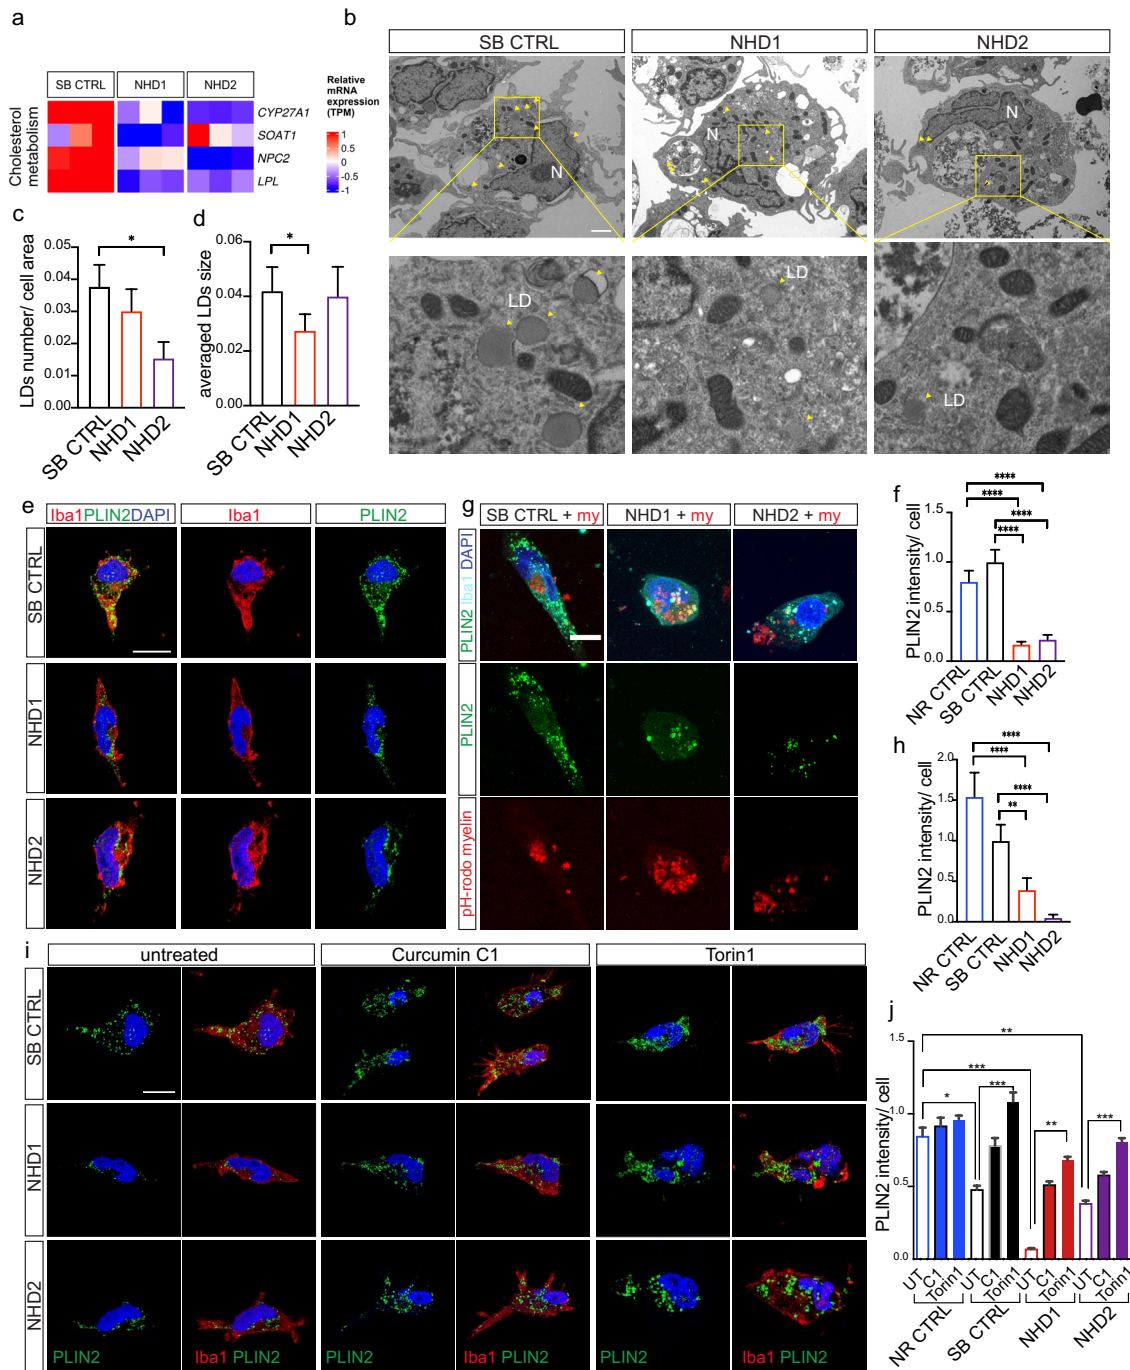 a
SB CTRL NHD1 NHD2
Cholesterol
metabolism
CYP27A1
SOAT1
NPC2
LPL
Relative
mRNA
expression
(TPM)
1
0.5
0
-0.5
-1
b
SB CTRL NHD1 NHD2
N N N
LD LD LD
c
LDs number/ cell area
0.05
0.04
0.03
0.02
0.01
0.00
*
SB CTRL
NHD1
NHD2
d
averaged LDs size
0.06
0.04
0.02
0.00
*
SB CTRL
NHD1
NHD2
e
Iba1PLIN2DAPI Iba1 PLIN2
SB CTRL
NHD1
NHD2
g
SB CTRL + my NHD1 + my NHD2 + my
PLIN2 Iba1 DAPI
PLIN2
pH-rodo myelin
f
PLIN2 intensity/ cell
1.5
1.0
0.5
0.0
****
****
****
****
NR CTRL
SB CTRL
NHD1
NHD2
h
PLIN2 intensity/ cell
2.0
1.5
1.0
0.5
0.0
****
****
****
**
NR CTRL
SB CTRL
NHD1
NHD2
i
untreated Curcumin C1 Torin1
SB CTRL
NHD1
NHD2
PLIN2 Iba1 PLIN2 PLIN2 Iba1 PLIN2 PLIN2 Iba1 PLIN2
j
PLIN2 intensity/ cell
1.5
1.0
0.5
0.0
**
***
* *** ** ***
UT C1 Torin1 UT C1 Torin1 UT C1 Torin1 UT C1 Torin1
NR CTRL SB CTRL NHD1 NHD2